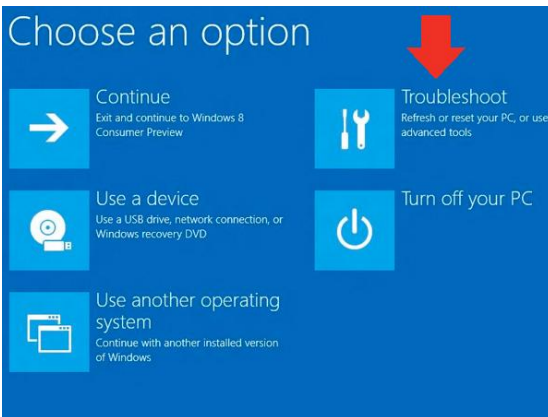 Choose an option
Continue
Exit and continue to Windows 8
Consumer Preview
Use a device
Use a USB drive, network connection, or
Windows recovery DVD
Use another operating
system
Continue with another installed version
of Windows
Troubleshoot
Refresh or reset your PC, or use
advanced tools
Turn off your PC